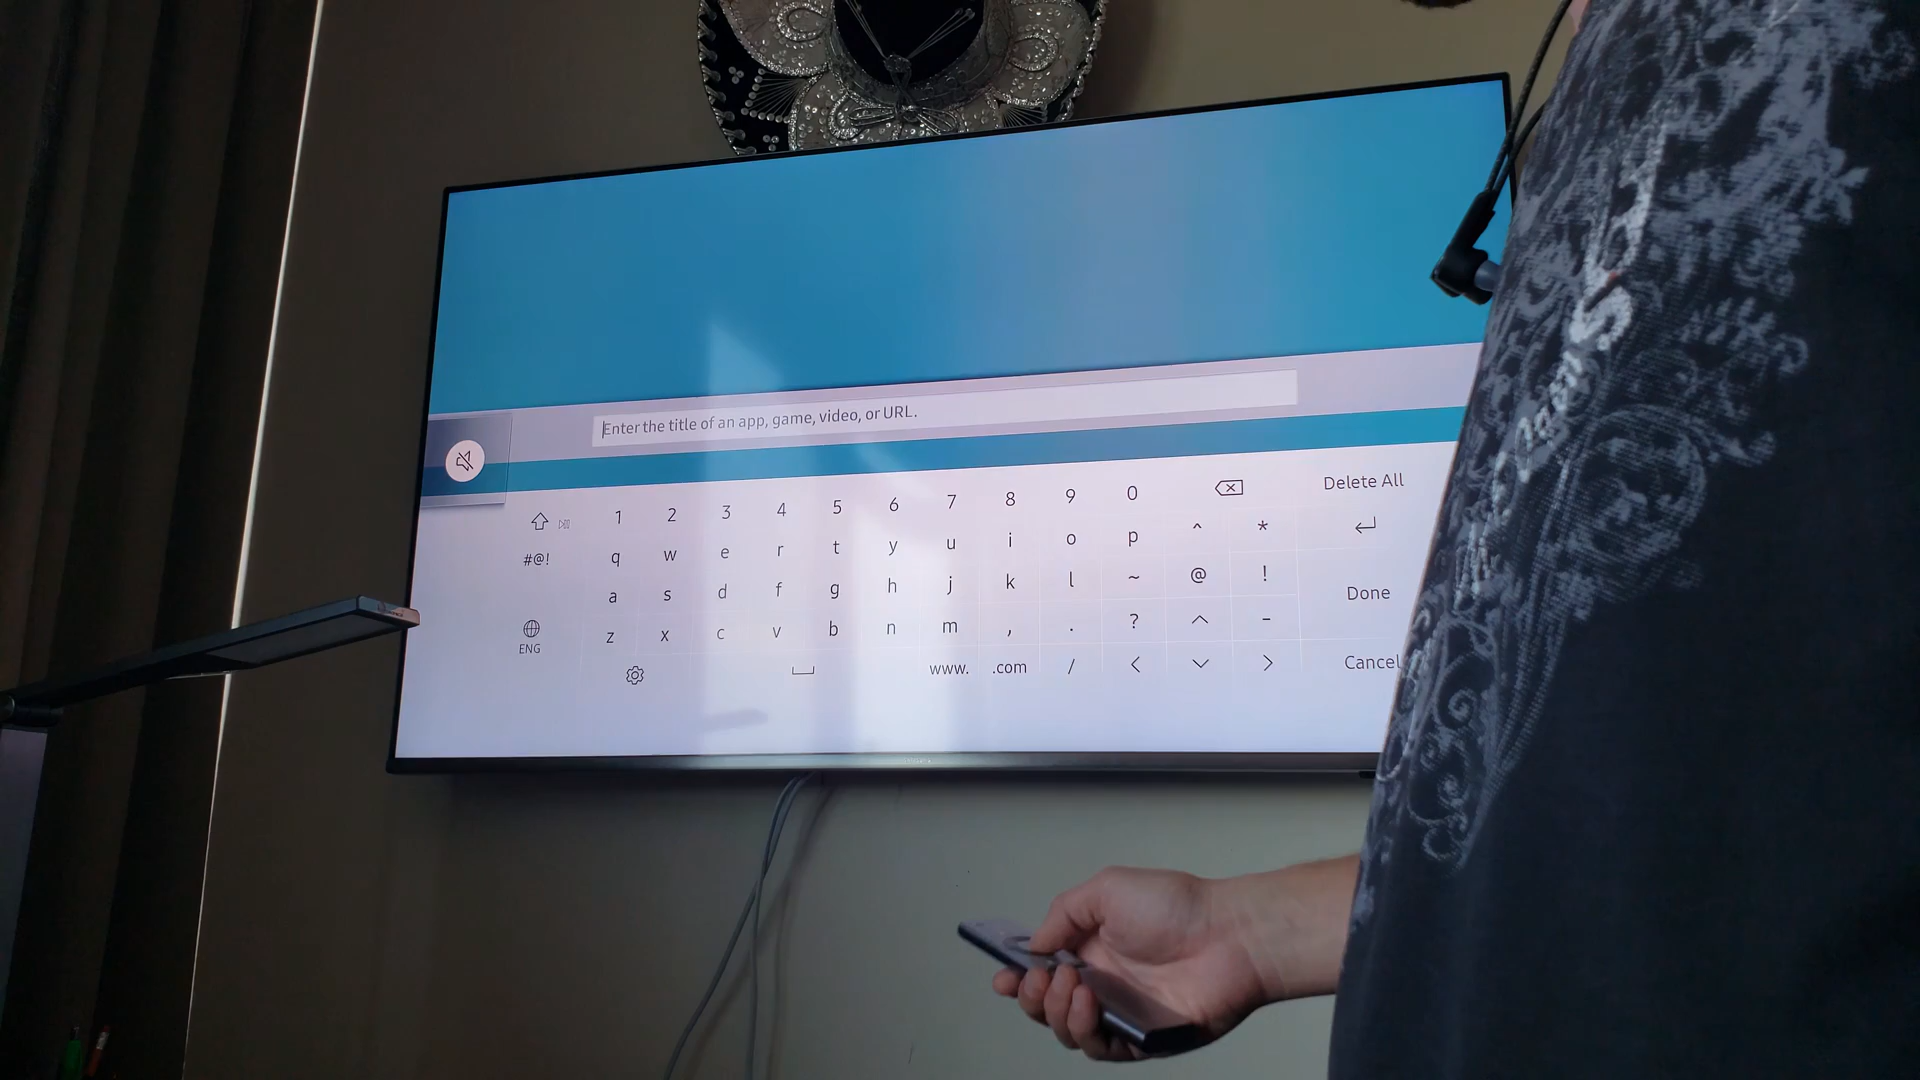 Enter the title of an app, game, video, or URL.
1 2 3 4 5 6 7 8 9 0 Delete All
#@! q w e r t y u i o p ^ *
a s d f g h j k l ~ @ ! Done
ENG z x c v b n m , . ? ^ -
www. .com / < > Cancel